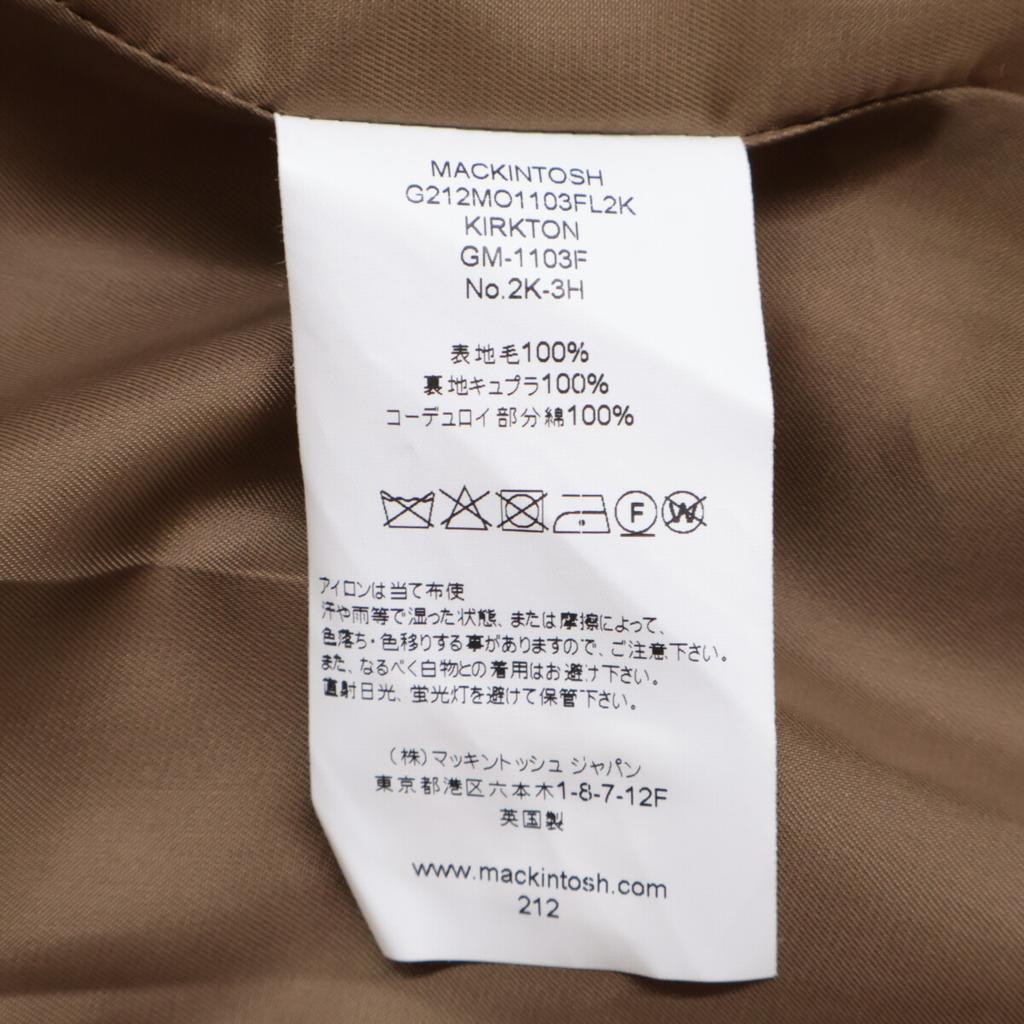 MACKINTOSH
G212MO1103FL2K
KIRKTON
GM-1103F
No.2K-3H
表地毛100%
裏地キュプラ100%
コーデュロイ部分綿100%
F W
アイロンは当て布使
汗や雨等で湿った状態、または摩擦によって、
色落ち・色移りする事がありますので、ご注意下さい。
また、なるべく白物との着用はお避け下さい。
直射日光、蛍光灯を避けて保管下さい。
(株)マッキントッシュ ジャパン
東京都港区六本木1-8-7-12F
英国製
www.mackintosh.com
212